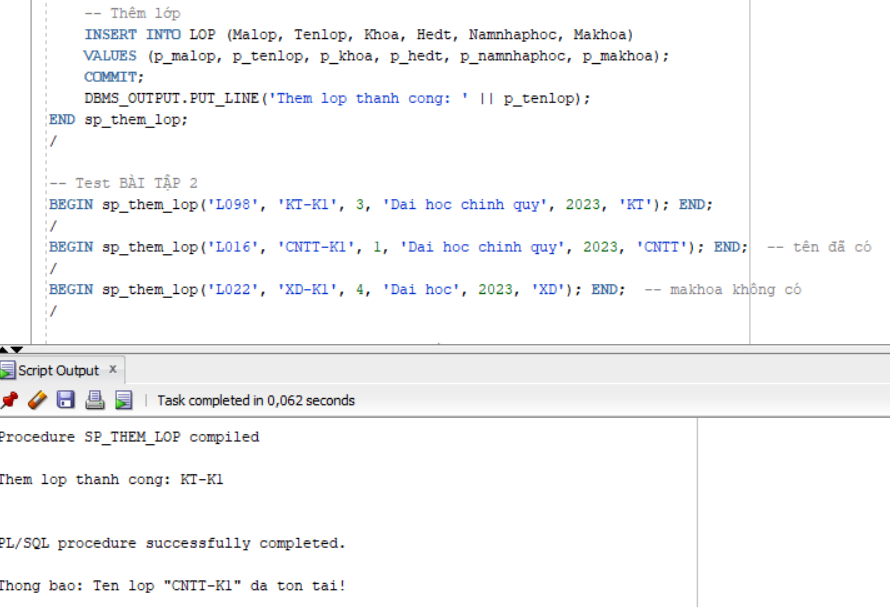 -- Thêm lớp
INSERT INTO LOP (Malop, Tenlop, Khoa, Hedt, Namnhaphoc, Makhoa)
VALUES (p_malop, p_tenlop, p_khoa, p_hedt, p_namnhaphoc, p_makhoa);
COMMIT;
DBMS_OUTPUT.PUT_LINE('Them lop thanh cong: ' || p_tenlop);
END sp_them_lop;
/
-- Test BÀI TẬP 2
BEGIN sp_them_lop('L098', 'KT-K1', 3, 'Dai hoc chinh quy', 2023, 'KT'); END;
/
BEGIN sp_them_lop('L016', 'CNTT-K1', 1, 'Dai hoc chinh quy', 2023, 'CNTT'); END;  -- tên đã có
/
BEGIN sp_them_lop('L022', 'XD-K1', 4, 'Dai hoc', 2023, 'XD'); END;  -- makhoa không có
/
Script Output x
Task completed in 0,062 seconds
Procedure SP_THEM_LOP compiled
Them lop thanh cong: KT-K1
PL/SQL procedure successfully completed.
Thong bao: Ten lop "CNTT-K1" da ton tai!